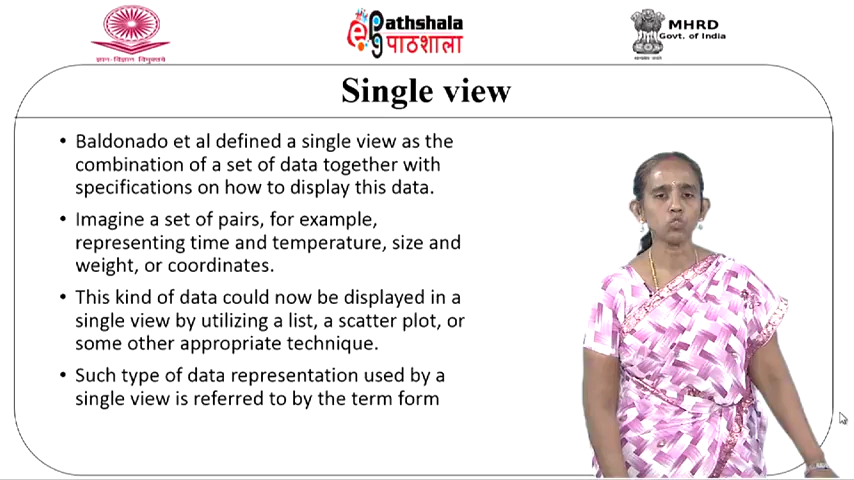 ज्ञान-विज्ञान विमुक्तये
ePathshala
पाठशाला
MHRD
Govt. of India
Single view
• Baldonado et al defined a single view as the
combination of a set of data together with
specifications on how to display this data.
• Imagine a set of pairs, for example,
representing time and temperature, size and
weight, or coordinates.
• This kind of data could now be displayed in a
single view by utilizing a list, a scatter plot, or
some other appropriate technique.
• Such type of data representation used by a
single view is referred to by the term form